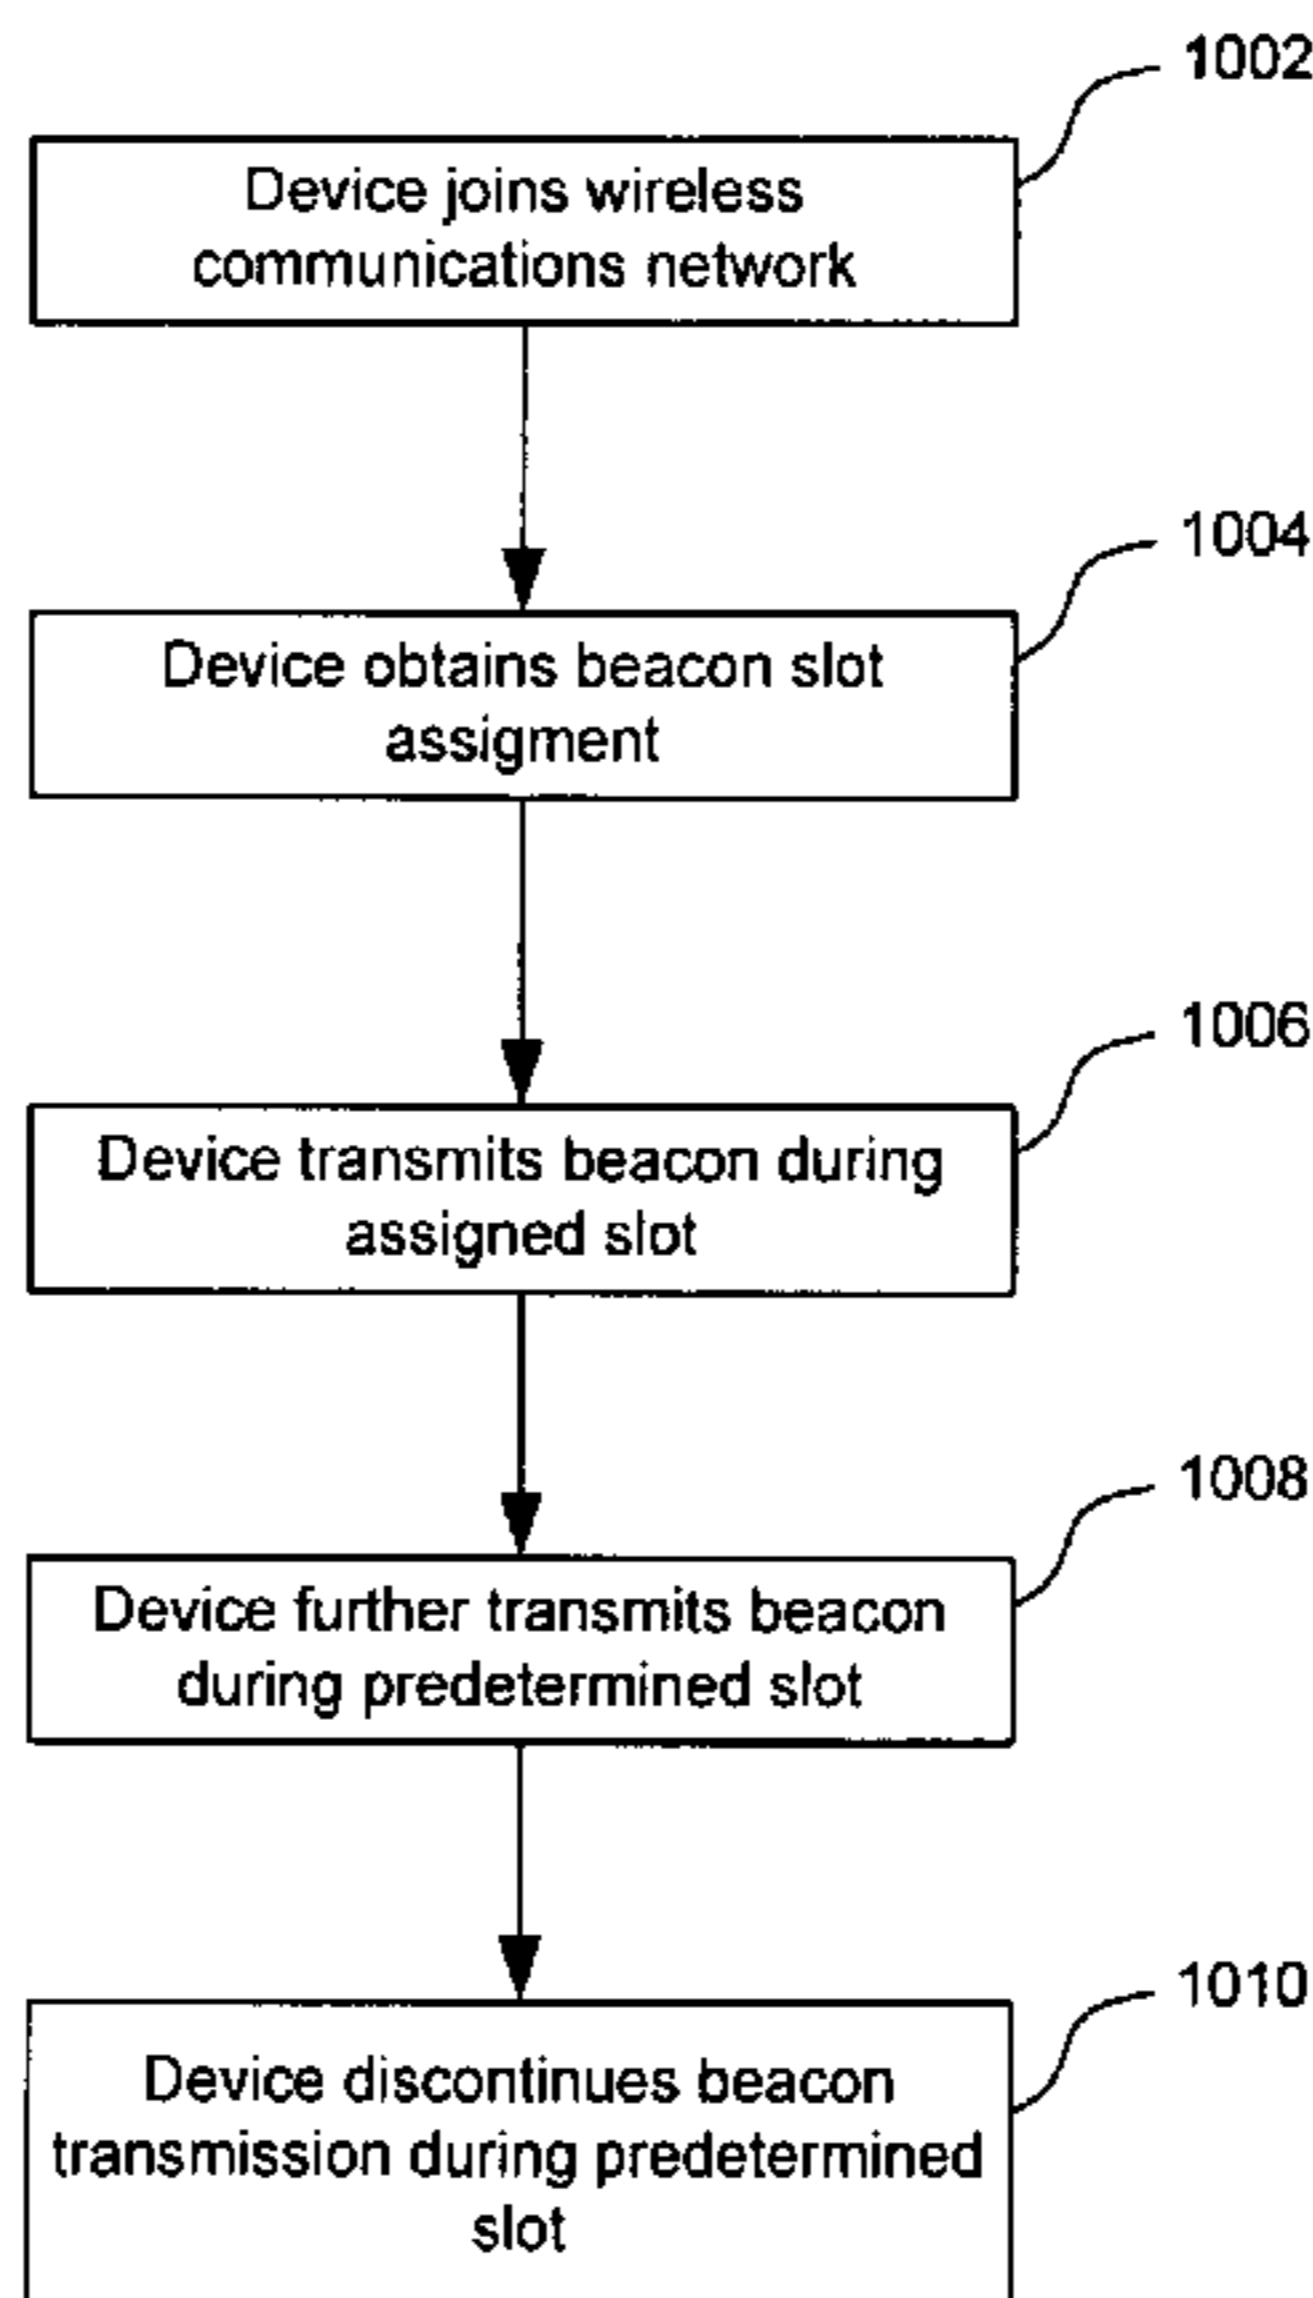 1002
Device joins wireless
communications network
1004
Device obtains beacon slot
assigment
1006
Device transmits beacon during
assigned slot
1008
Device further transmits beacon
during predetermined slot
1010
Device discontinues beacon
transmission during predetermined
slot